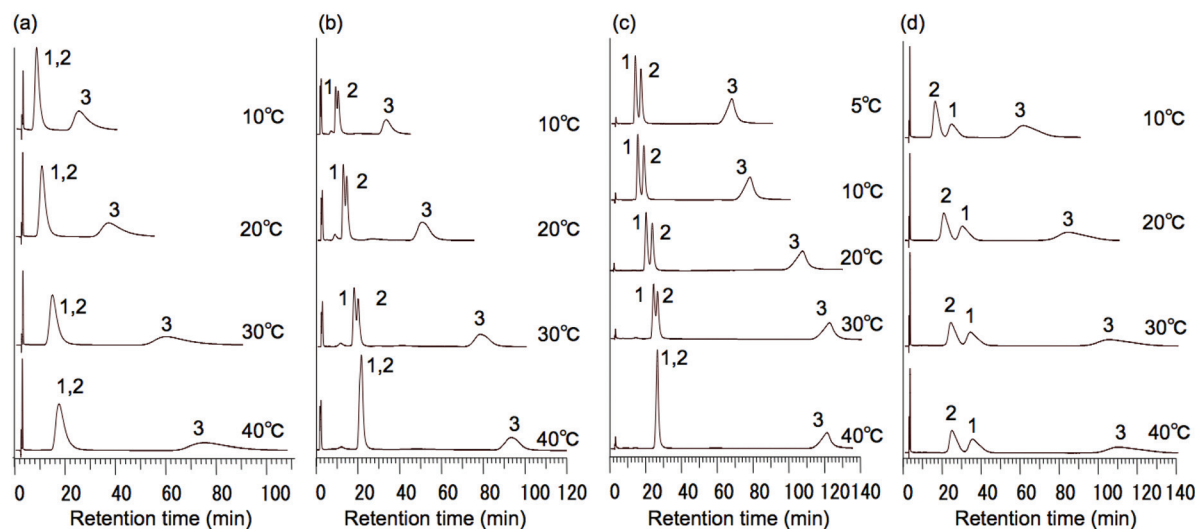 (a)
1,2
3
10°C
1,2
3
20°C
1,2
3
30°C
1,2
3
40°C
0 20 40 60 80 100
Retention time (min)
(b)
1 2
3
10°C
1 2
3
20°C
1 2
3
30°C
1,2
3
40°C
0 20 40 60 80 100 120
Retention time (min)
(c)
1 2
3
5°C
1 2
3
10°C
1 2
3
20°C
1 2
3
30°C
1,2
3
40°C
0 20 40 60 80 100 120 140
Retention time (min)
(d)
2 1 3
10°C
2 1 3
20°C
2 1 3
30°C
2 1 3
40°C
0 20 40 60 80 100 120 140
Retention time (min)